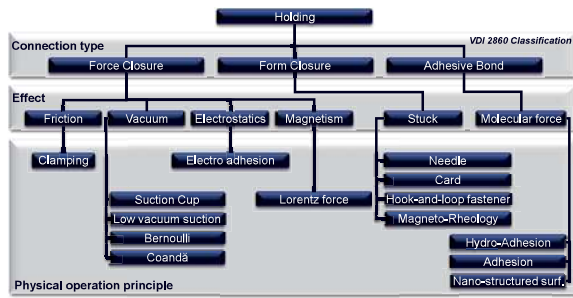 Holding
Connection type
VDI 2860 Classification
Force Closure
Form Closure
Adhesive Bond
Effect
Friction
Vacuum
Electrostatics
Magnetism
Stuck
Molecular force
Clamping
Electro adhesion
Needle
Card
Suction Cup
Lorentz force
Hook-and-loop fastener
Low vacuum suction
Magneto-Rheology
Bernoulli
Hydro-Adhesion
Coandă
Adhesion
Physical operation principle
Nano-structured surf.